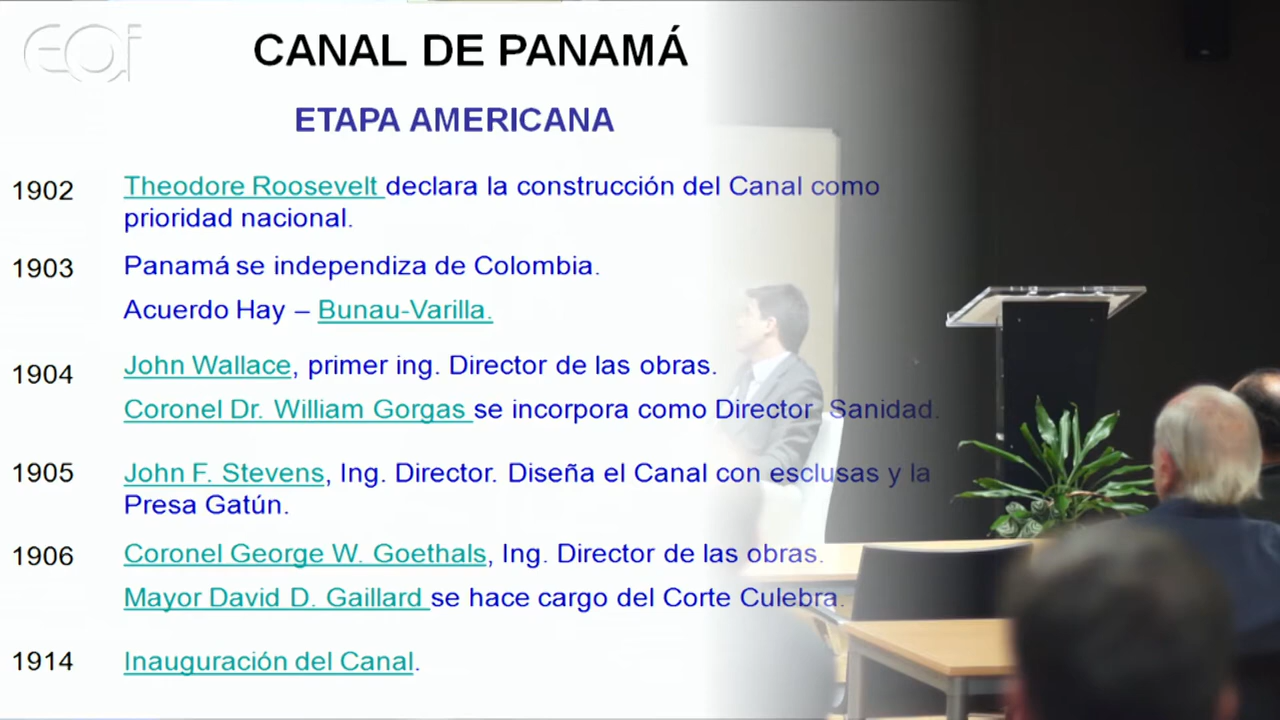 eoi
CANAL DE PANAMÁ
ETAPA AMERICANA
1902
Theodore Roosevelt declara la construcción del Canal como
prioridad nacional.
1903
Panamá se independiza de Colombia.
Acuerdo Hay – Bunau-Varilla.
1904
John Wallace, primer ing. Director de las obras.
Coronel Dr. William Gorgas se incorpora como Director Sanidad.
1905
John F. Stevens, Ing. Director. Diseña el Canal con esclusas y la
Presa Gatún.
1906
Coronel George W. Goethals, Ing. Director de las obras.
Mayor David D. Gaillard se hace cargo del Corte Culebra.
1914
Inauguración del Canal.